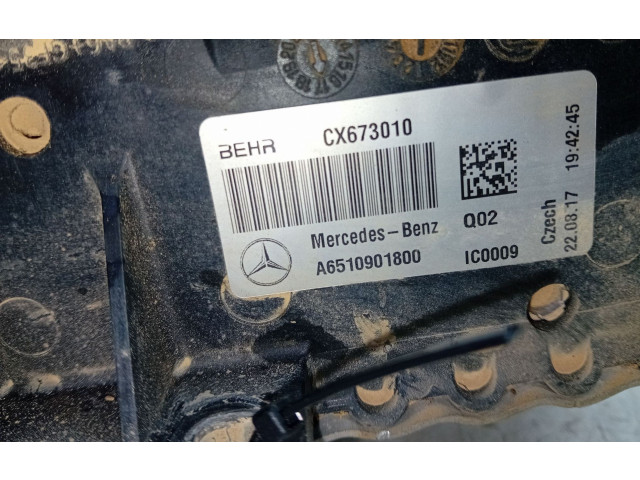 BEHR CX673010
Mercedes-Benz Q02
A6510901800 IC0009
Czech
22.08.17 19:42:45